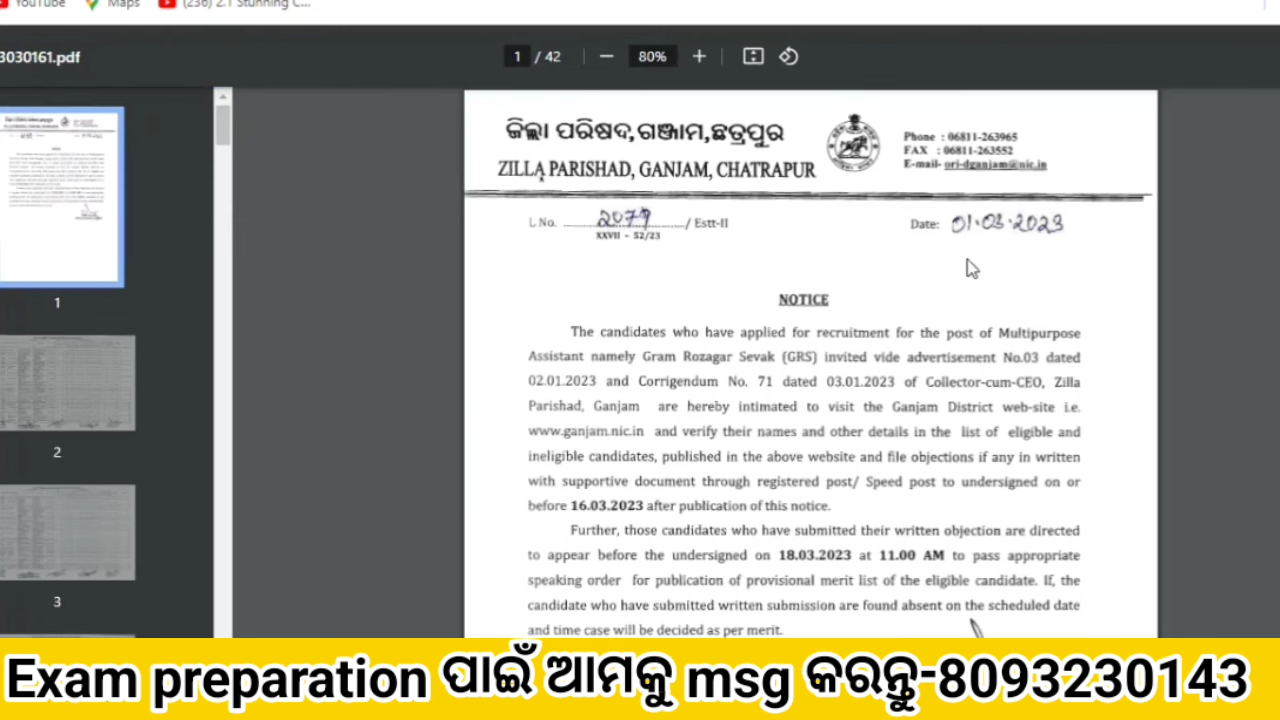 YouTube Maps (236) 2.1 Stunning C...
3030161.pdf 1 / 42 80%
ଜିଲ୍ଲା ପରିଷଦ,ଗଞ୍ଜାମ,ଛତ୍ରପୁର
ZILLA PARISHAD, GANJAM, CHATRAPUR
Phone : 06811-263965
FAX : 06811-263552
E-mail- ori-dganjam@nic.in
L No. 2079 / Estt-II
XXVII - 52/23
Date: 01.03.2023
NOTICE
The candidates who have applied for recruitment for the post of Multipurpose
Assistant namely Gram Rozagar Sevak (GRS) invited vide advertisement No.03 dated
02.01.2023 and Corrigendum No. 71 dated 03.01.2023 of Collector-cum-CEO, Zilla
Parishad, Ganjam are hereby intimated to visit the Ganjam District web-site i.e.
www.ganjam.nic.in and verify their names and other details in the list of eligible and
ineligible candidates, published in the above website and file objections if any in written
with supportive document through registered post/ Speed post to undersigned on or
before 16.03.2023 after publication of this notice.
Further, those candidates who have submitted their written objection are directed
to appear before the undersigned on 18.03.2023 at 11.00 AM to pass appropriate
speaking order for publication of provisional merit list of the eligible candidate. If, the
candidate who have submitted written submission are found absent on the scheduled date
and time case will be decided as per merit.
1
2
3
Exam preparation ପାଇଁ ଆମକୁ msg କରନ୍ତୁ-8093230143